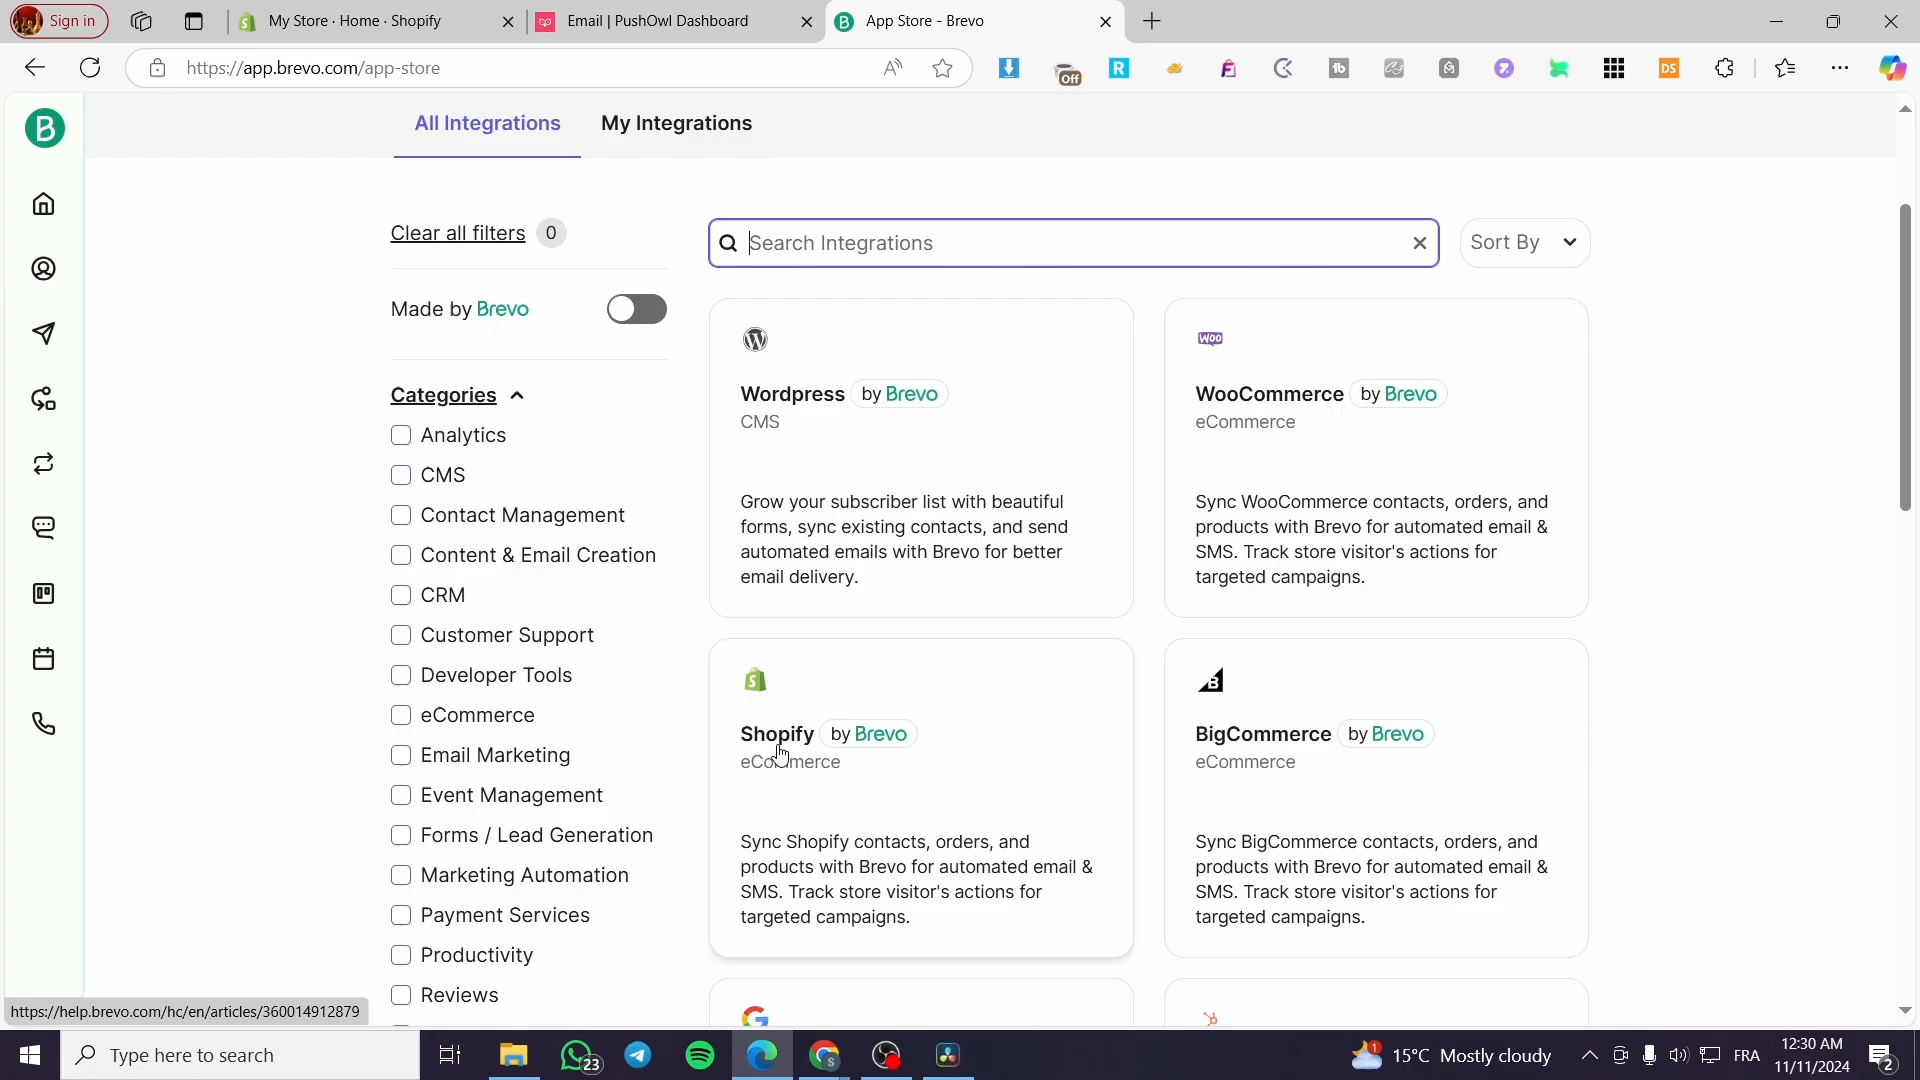 Sign in
My Store · Home · Shopify
Email | PushOwl Dashboard
App Store - Brevo
https://app.brevo.com/app-store
Off
DS
B
All Integrations
My Integrations
Clear all filters 0
Search Integrations
Sort By
Made by Brevo
Categories
Analytics
CMS
Contact Management
Content & Email Creation
CRM
Customer Support
Developer Tools
eCommerce
Email Marketing
Event Management
Forms / Lead Generation
Marketing Automation
Payment Services
Productivity
Reviews
Wordpress by Brevo
CMS
Grow your subscriber list with beautiful
forms, sync existing contacts, and send
automated emails with Brevo for better
email delivery.
WOO
WooCommerce by Brevo
eCommerce
Sync WooCommerce contacts, orders, and
products with Brevo for automated email &
SMS. Track store visitor's actions for
targeted campaigns.
Shopify by Brevo
eCommerce
Sync Shopify contacts, orders, and
products with Brevo for automated email &
SMS. Track store visitor's actions for
targeted campaigns.
BigCommerce by Brevo
eCommerce
Sync BigCommerce contacts, orders, and
products with Brevo for automated email &
SMS. Track store visitor's actions for
targeted campaigns.
https://help.brevo.com/hc/en/articles/360014912879
Type here to search
23
15°C Mostly cloudy
FRA
12:30 AM
11/11/2024
2